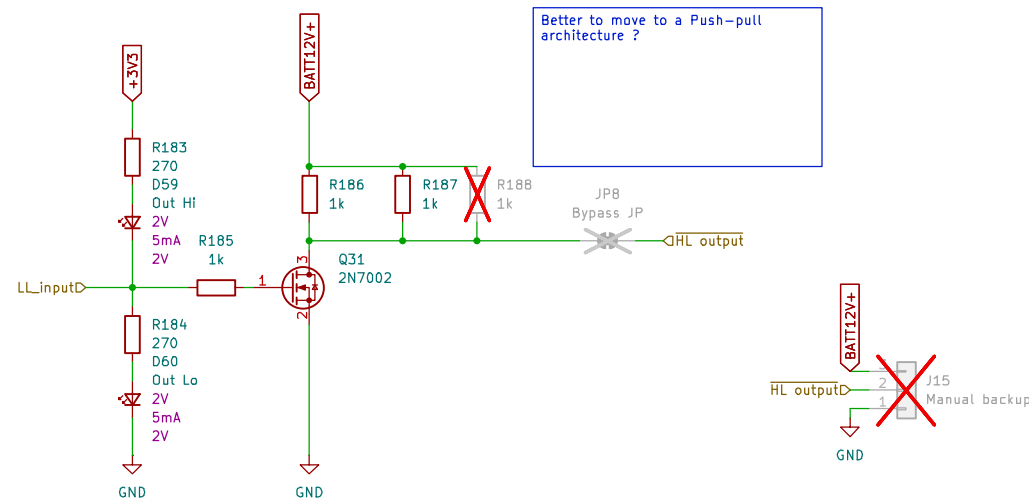 Better to move to a Push-pull
architecture ?
+3V3
BATT12V+
R183
270
D59
Out Hi
2V
5mA
2V
R186
1k
R187
1k
R188
1k
JP8
Bypass JP
HL output
R185
1k
Q31
2N7002
3
1
2
LL_input
R184
270
D60
Out Lo
2V
5mA
2V
GND
GND
BATT12V+
HL output
2
1
J15
Manual backup
GND